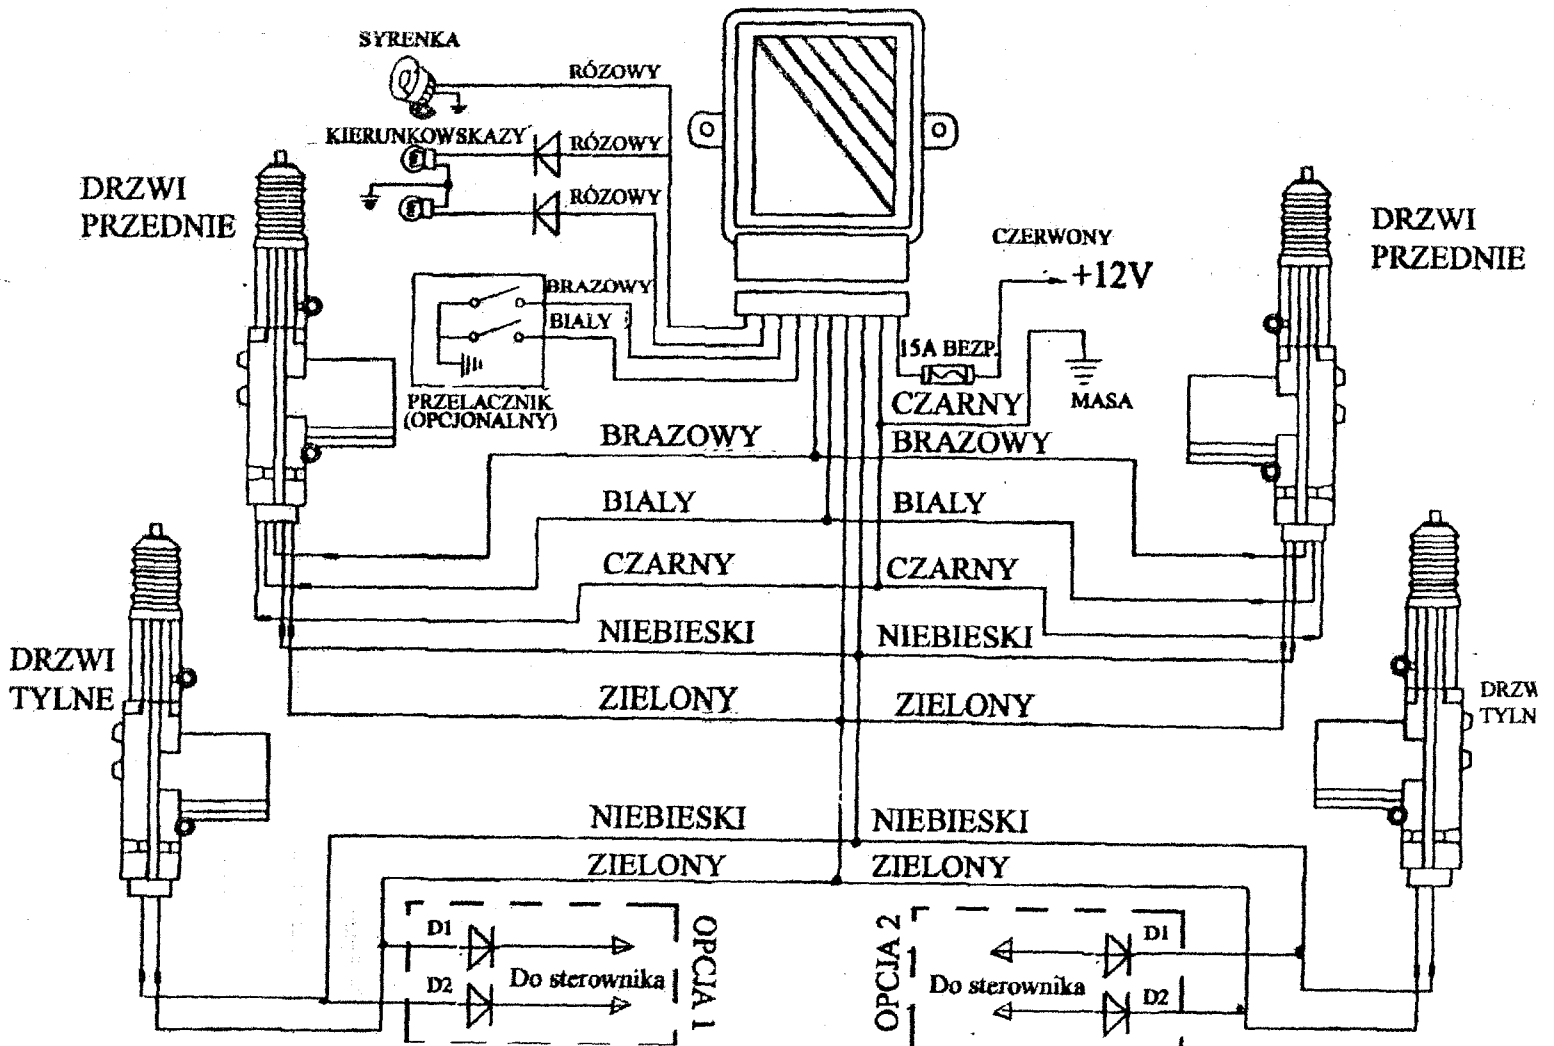 SYRENKA
RÓZOWY
KIERUNKOWSKAZY
RÓZOWY
RÓZOWY
DRZWI
PRZEDNIE
DRZWI
PRZEDNIE
CZERWONY
+12V
BRAZOWY
BIALY
15A BEZP.
PRZELACZNIK
(OPCJONALNY)
CZARNY
MASA
BRAZOWY
BRAZOWY
BIALY
BIALY
CZARNY
CZARNY
NIEBIESKI
NIEBIESKI
DRZWI
TYLNE
ZIELONY
ZIELONY
DRZW
TYLN
NIEBIESKI
NIEBIESKI
ZIELONY
ZIELONY
D1
Do sterownika
D2
OPCJA 1
OPCJA 2
D1
Do sterownika
D2